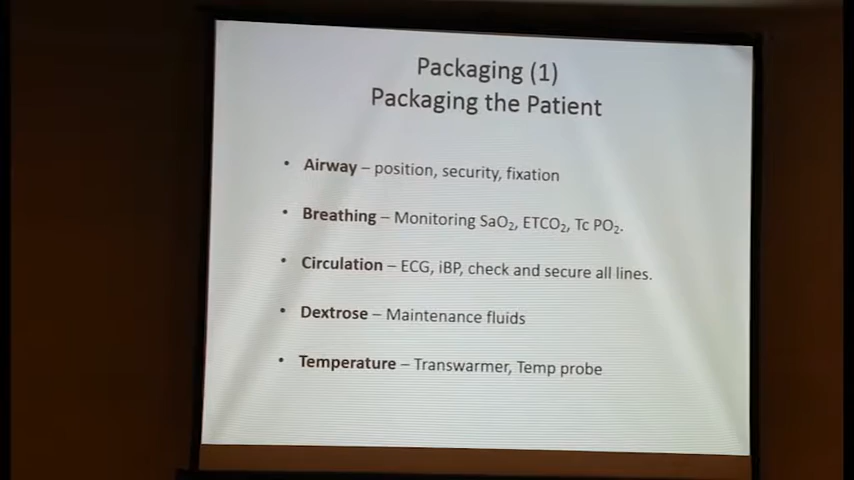 Packaging (1)
Packaging the Patient
• Airway – position, security, fixation
• Breathing – Monitoring SaO₂, ETCO₂, Tc PO₂.
• Circulation – ECG, iBP, check and secure all lines.
• Dextrose – Maintenance fluids
• Temperature – Transwarmer, Temp probe